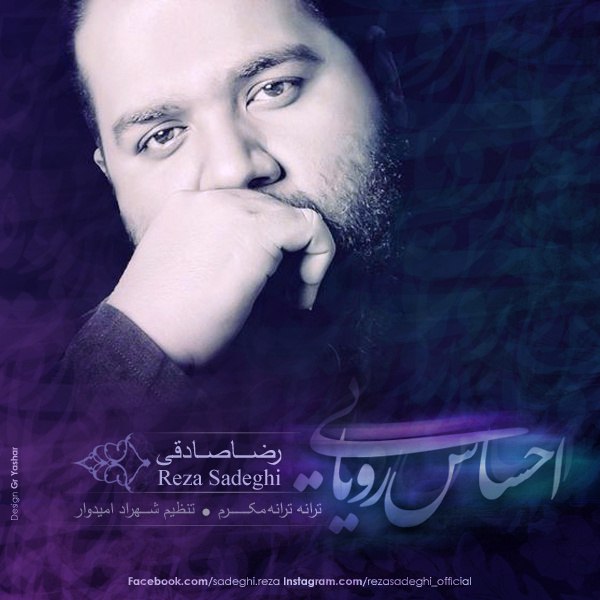 احساس رویایی
رضا صادقی
Reza Sadeghi
ترانه ترانه مکرم • تنظیم شهراد امیدوار
Design Gr Yashar
Facebook.com/sadeghi.reza Instagram.com/rezasadeghi_official